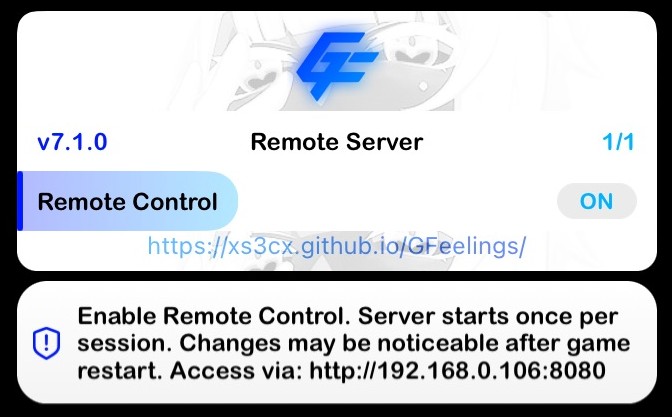 GF
v7.1.0 Remote Server 1/1
Remote Control ON
https://xs3cx.github.io/GFeelings/
Enable Remote Control. Server starts once per
session. Changes may be noticeable after game
restart. Access via: http://192.168.0.106:8080